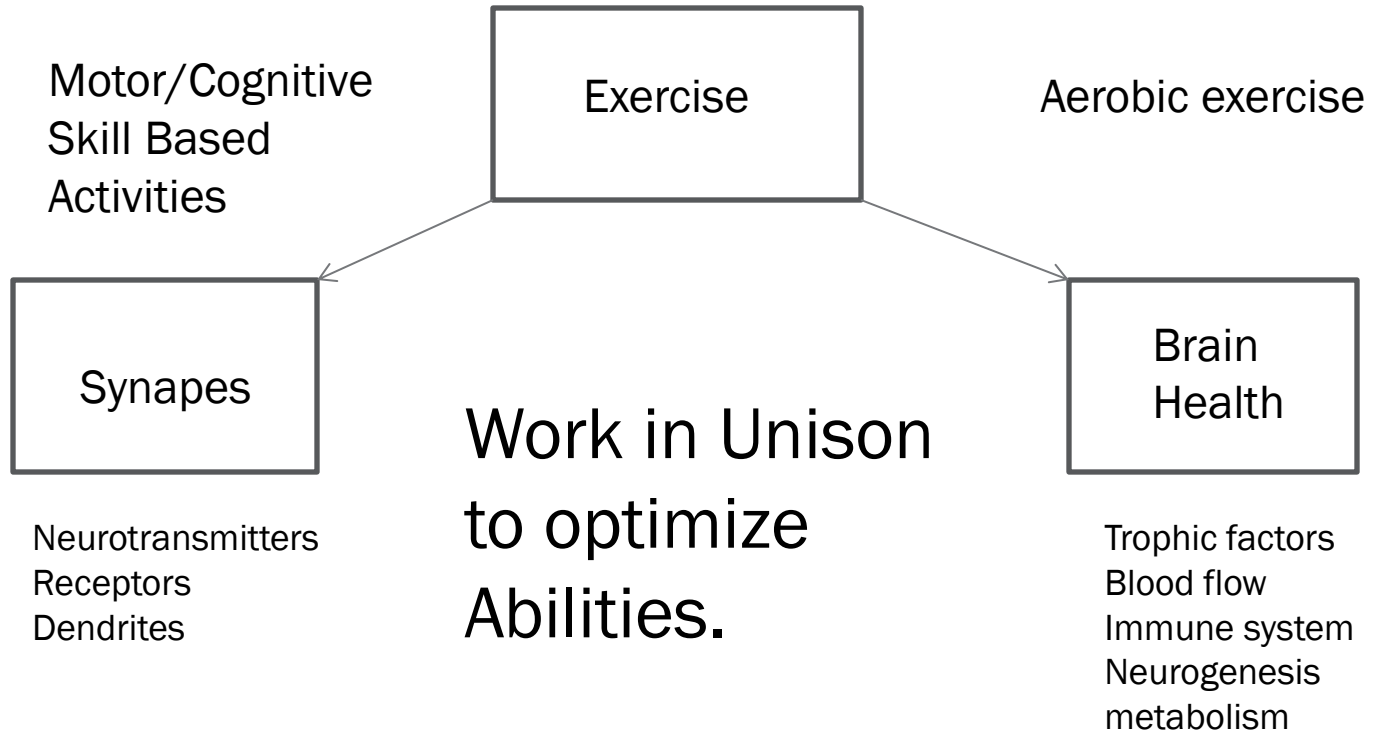 Motor/Cognitive
Skill Based
Activities
Exercise
Aerobic exercise
Synapes
Brain
Health
Work in Unison
to optimize
Abilities.
Neurotransmitters
Receptors
Dendrites
Trophic factors
Blood flow
Immune system
Neurogenesis
metabolism